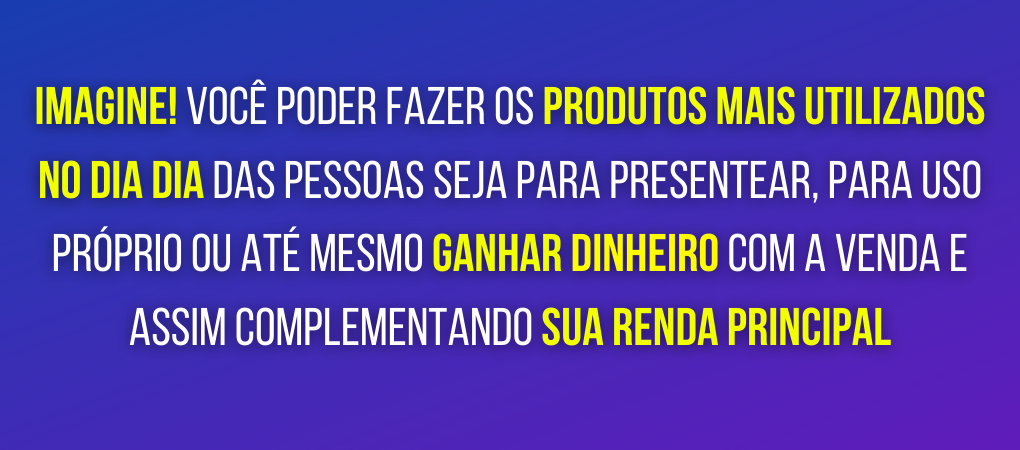 IMAGINE! VOCÊ PODER FAZER OS PRODUTOS MAIS UTILIZADOS
NO DIA DIA DAS PESSOAS SEJA PARA PRESENTEAR, PARA USO
PRÓPRIO OU ATÉ MESMO GANHAR DINHEIRO COM A VENDA E
ASSIM COMPLEMENTANDO SUA RENDA PRINCIPAL